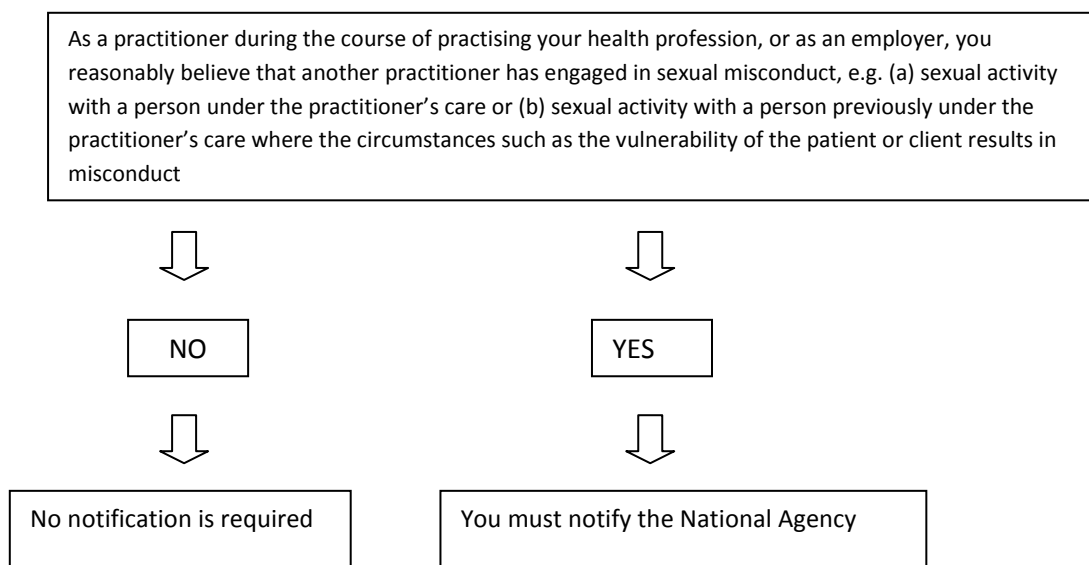 As a practitioner during the course of practising your health profession, or as an employer, you
reasonably believe that another practitioner has engaged in sexual misconduct, e.g. (a) sexual activity
with a person under the practitioner’s care or (b) sexual activity with a person previously under the
practitioner’s care where the circumstances such as the vulnerability of the patient or client results in
misconduct
NO
YES
No notification is required
You must notify the National Agency